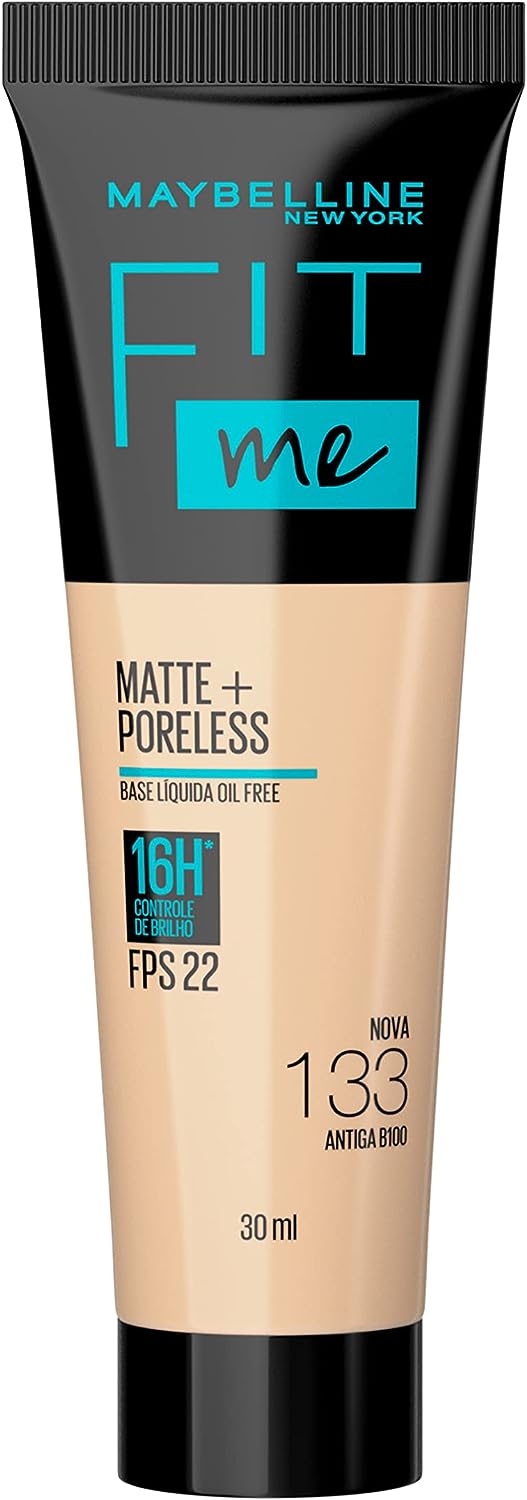 MAYBELLINE
NEW YORK
FIT
me
MATTE +
PORELESS
BASE LÍQUIDA OIL FREE
16H*
CONTROLE
DE BRILHO
FPS 22
NOVA
133
ANTIGA B100
30 ml